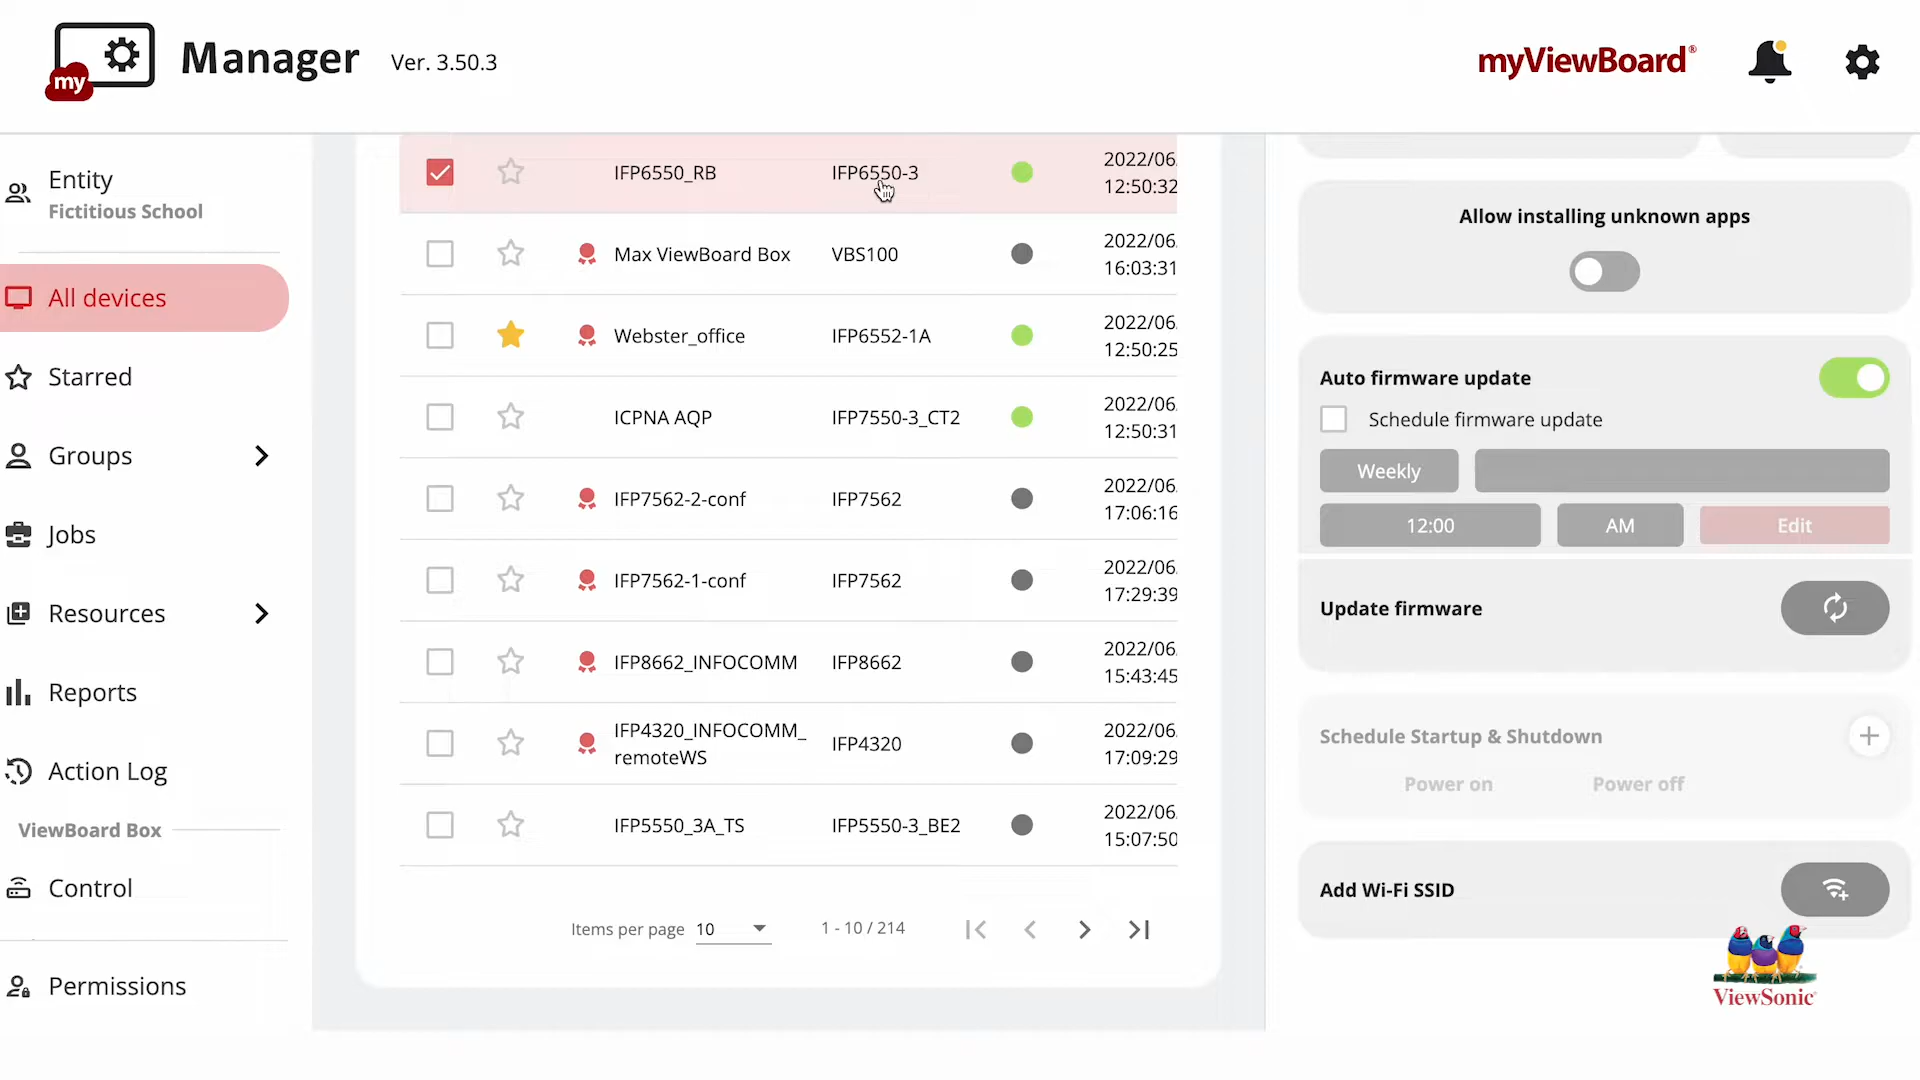 my
Manager
Ver. 3.50.3
myViewBoard®
Entity
Fictitious School
All devices
Starred
Groups
Jobs
Resources
Reports
Action Log
ViewBoard Box
Control
Permissions
IFP6550_RB IFP6550-3 2022/06
12:50:32
Max ViewBoard Box VBS100 2022/06
16:03:31
Webster_office IFP6552-1A 2022/06
12:50:25
ICPNA AQP IFP7550-3_CT2 2022/06
12:50:31
IFP7562-2-conf IFP7562 2022/06
17:06:16
IFP7562-1-conf IFP7562 2022/06
17:29:39
IFP8662_INFOCOMM IFP8662 2022/06
15:43:45
IFP4320_INFOCOMM_
remoteWS IFP4320 2022/06
17:09:29
IFP5550_3A_TS IFP5550-3_BE2 2022/06
15:07:50
Items per page 10 1 - 10 / 214
Allow installing unknown apps
Auto firmware update
Schedule firmware update
Weekly
12:00 AM Edit
Update firmware
Schedule Startup & Shutdown
Power on Power off
Add Wi-Fi SSID
ViewSonic